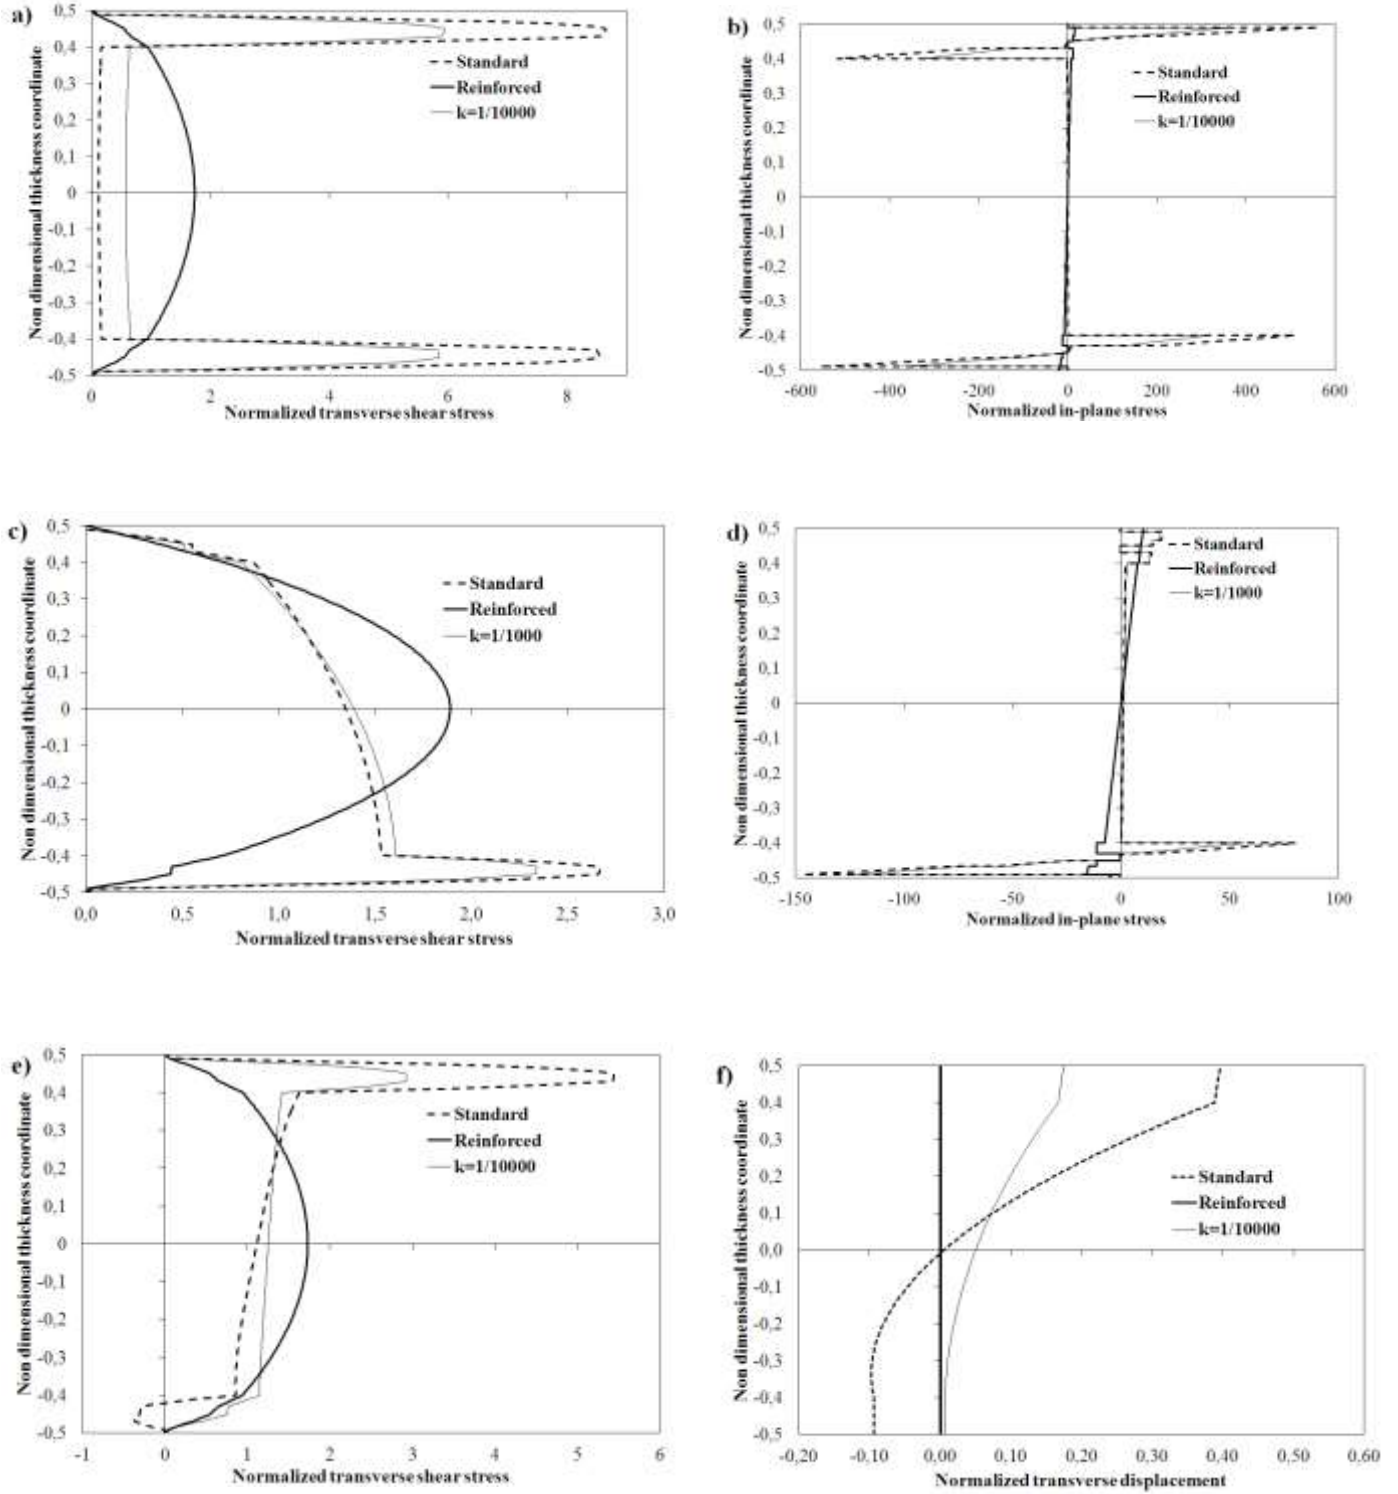 a)
Non dimensional thickness coordinate
0,5
0,4
0,3
0,2
0,1
0
-0,1
-0,2
-0,3
-0,4
-0,5
Standard
Reinforced
k=1/10000
0 2 4 6 8
Normalized transverse shear stress
b)
Non dimensional thickness coordinate
0,5
0,4
0,3
0,2
0,1
0
-0,1
-0,2
-0,3
-0,4
-0,5
Standard
Reinforced
k=1/10000
-600 -400 -200 0 200 400 600
Normalized in-plane stress
c)
Non dimensional thickness coordinate
0,5
0,4
0,3
0,2
0,1
0
-0,1
-0,2
-0,3
-0,4
-0,5
Standard
Reinforced
k=1/1000
0,0 0,5 1,0 1,5 2,0 2,5 3,0
Normalized transverse shear stress
d)
Non dimensional thickness coordinate
0,5
0,4
0,3
0,2
0,1
0
-0,1
-0,2
-0,3
-0,4
-0,5
Standard
Reinforced
k=1/1000
-150 -100 -50 0 50 100
Normalized in-plane stress
e)
Non dimensional thickness coordinate
0,5
0,4
0,3
0,2
0,1
0
-0,1
-0,2
-0,3
-0,4
-0,5
Standard
Reinforced
k=1/10000
-1 0 1 2 3 4 5 6
Normalized transverse shear stress
f)
Non dimensional thickness coordinate
0,5
0,4
0,3
0,2
0,1
0,0
-0,1
-0,2
-0,3
-0,4
-0,5
Standard
Reinforced
k=1/10000
-0,20 -0,10 0,00 0,10 0,20 0,30 0,40 0,50 0,60
Normalized transverse displacement